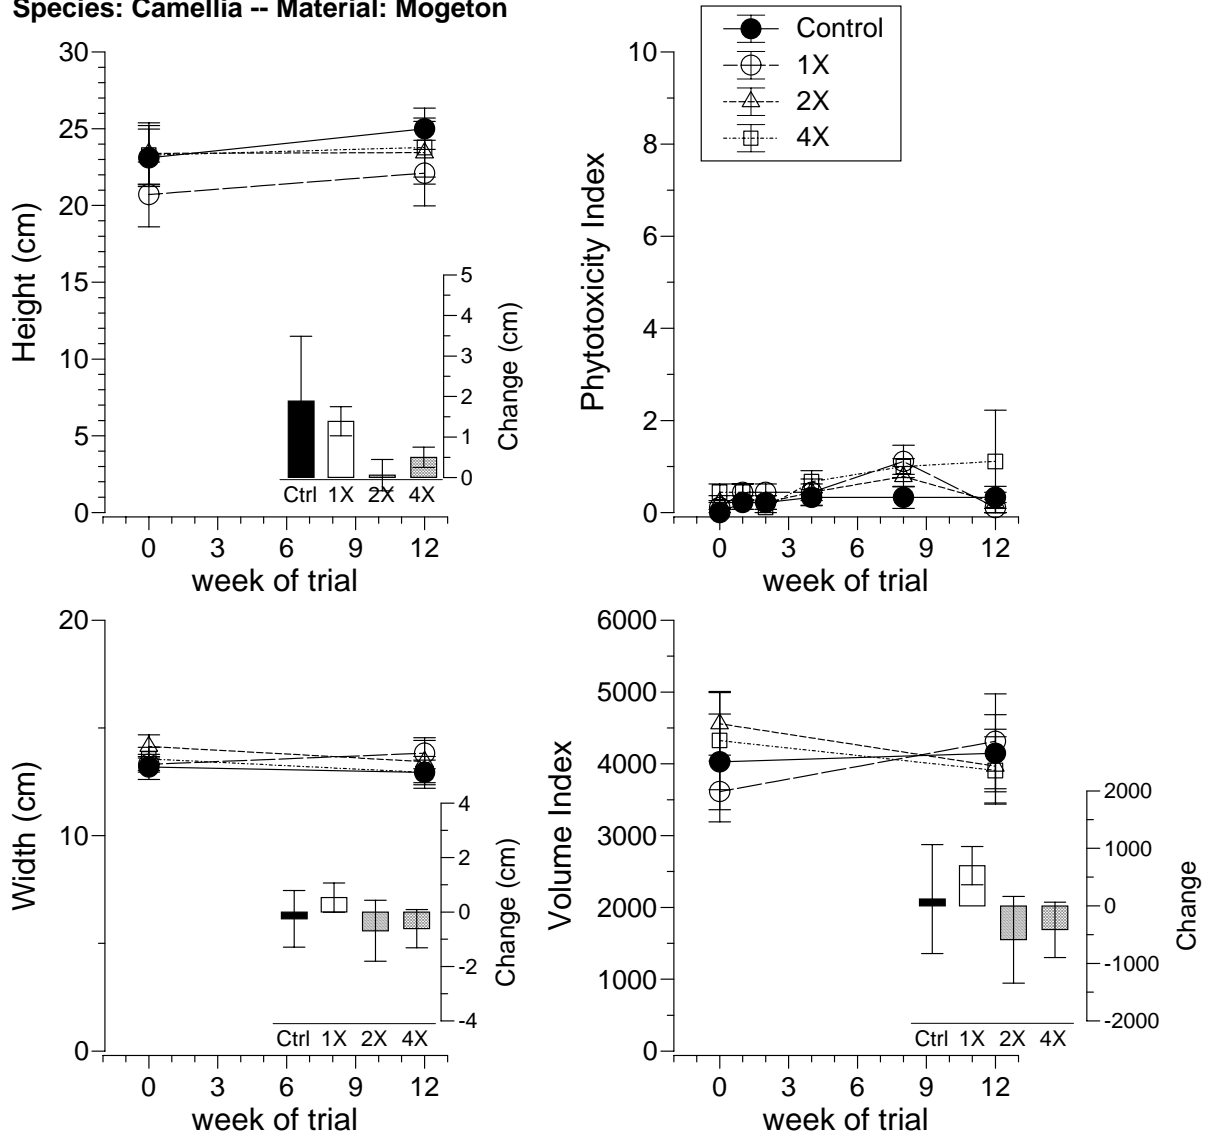 Species: Camellia -- Material: Mogeton
Control
1X
2X
4X
30
25
20
15
10
5
0
Height (cm)
5
4
3
2
1
0
Change (cm)
Ctrl 1X 2X 4X
0 3 6 9 12
week of trial
10
8
6
4
2
0
Phytotoxicity Index
0 3 6 9 12
week of trial
20
10
0
Width (cm)
4
2
0
-2
-4
Change (cm)
Ctrl 1X 2X 4X
0 3 6 9 12
week of trial
6000
5000
4000
3000
2000
1000
0
Volume Index
2000
1000
0
-1000
-2000
Change
Ctrl 1X 2X 4X
0 3 6 9 12
week of trial